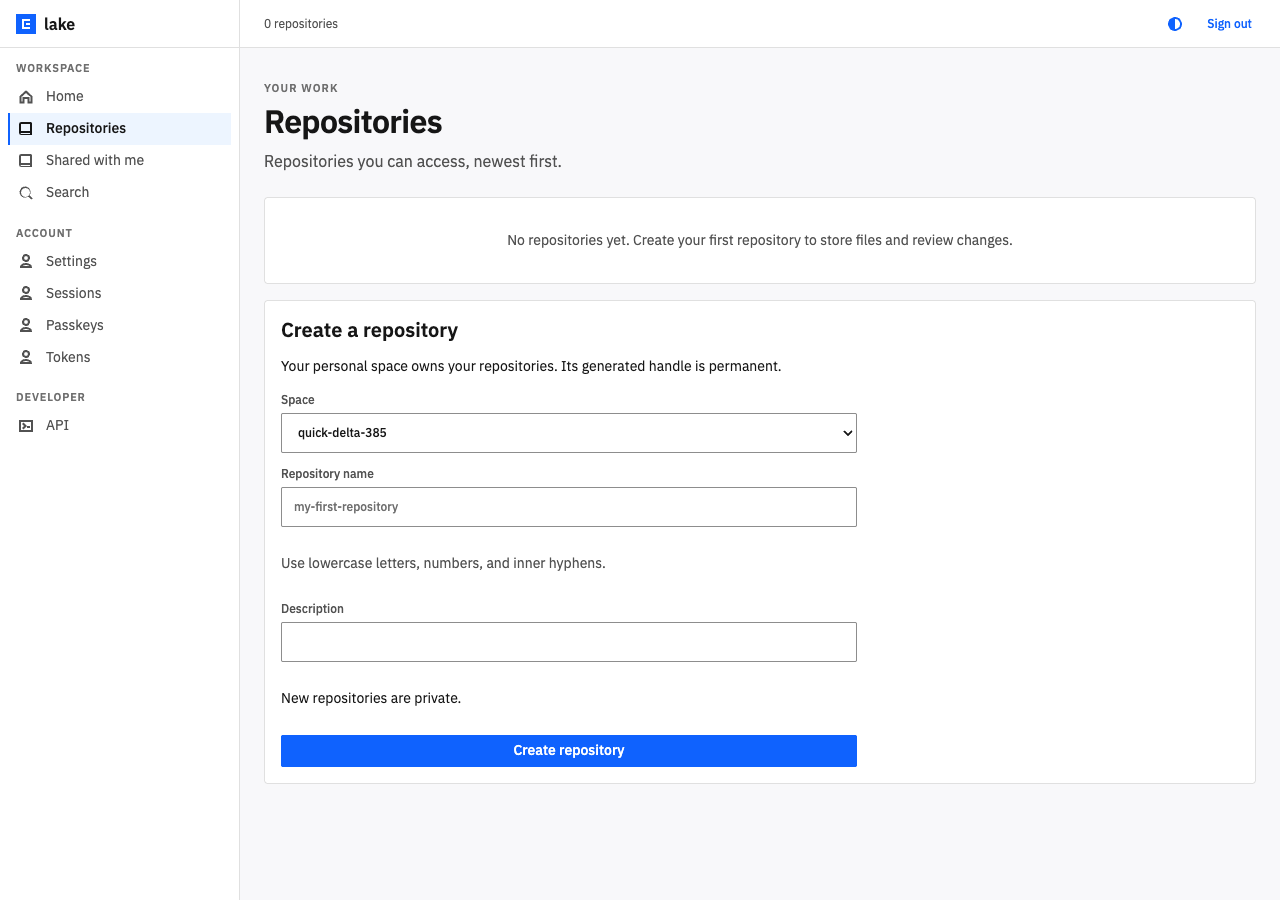 lake
0 repositories
Sign out
WORKSPACE
Home
Repositories
Shared with me
Search
ACCOUNT
Settings
Sessions
Passkeys
Tokens
DEVELOPER
API
YOUR WORK
Repositories
Repositories you can access, newest first.
No repositories yet. Create your first repository to store files and review changes.
Create a repository
Your personal space owns your repositories. Its generated handle is permanent.
Space
quick-delta-385
Repository name
my-first-repository
Use lowercase letters, numbers, and inner hyphens.
Description
New repositories are private.
Create repository